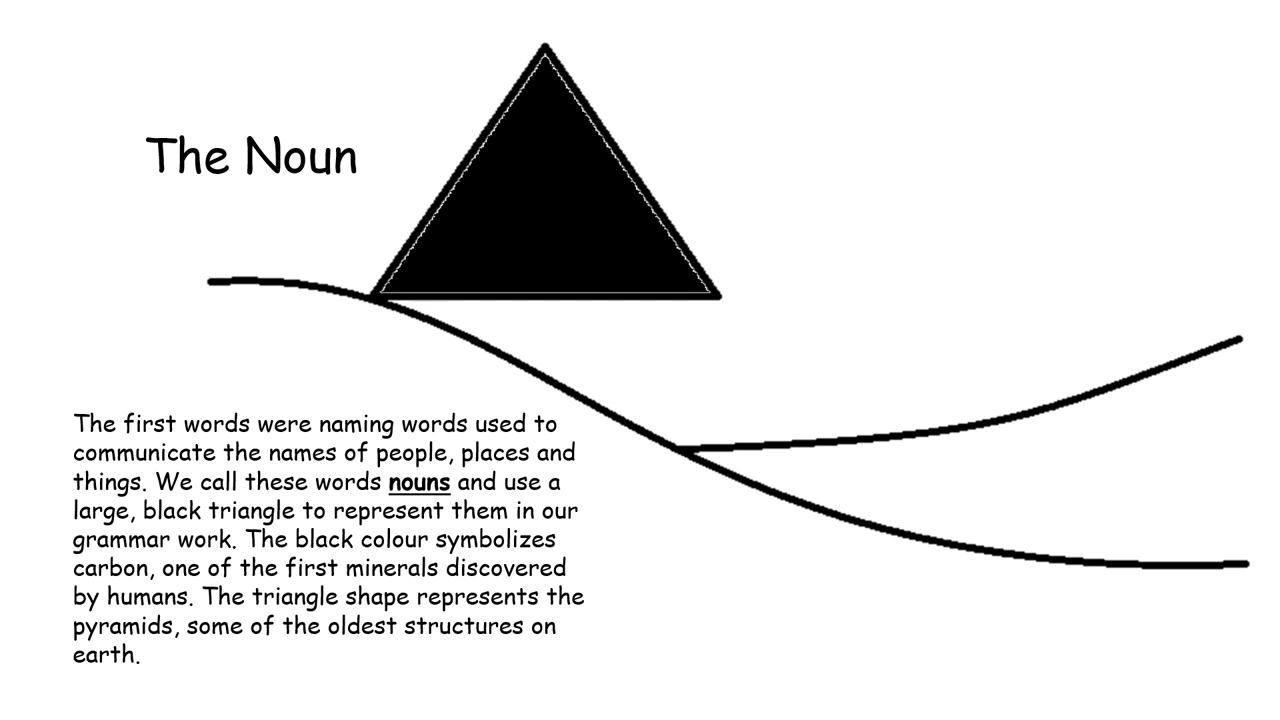 The Noun
The first words were naming words used to
communicate the names of people, places and
things. We call these words nouns and use a
large, black triangle to represent them in our
grammar work. The black colour symbolizes
carbon, one of the first minerals discovered
by humans. The triangle shape represents the
pyramids, some of the oldest structures on
earth.